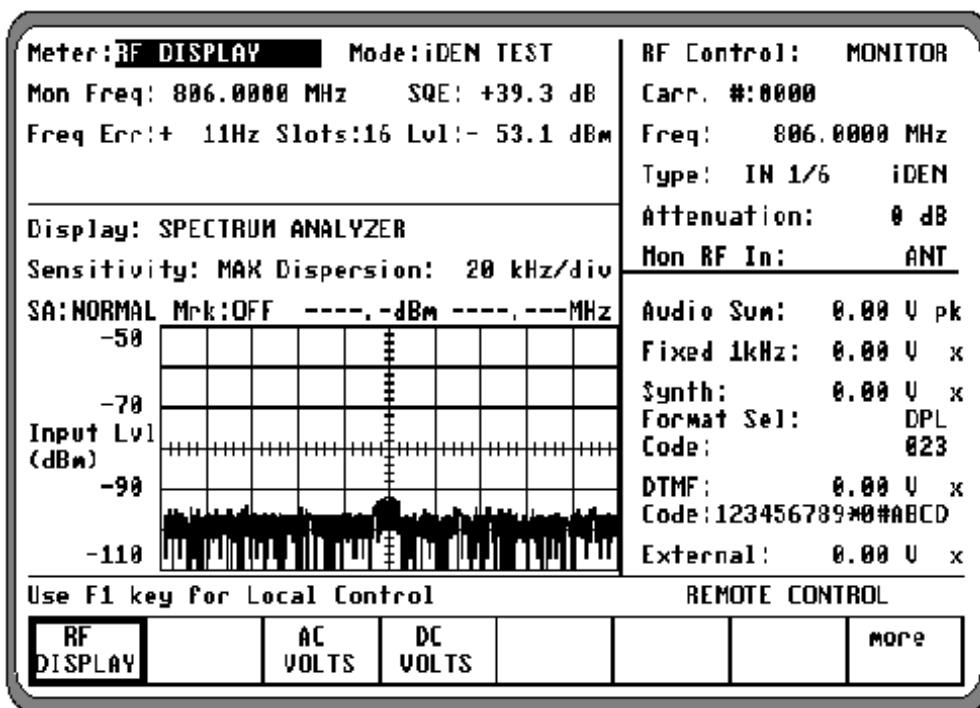 Meter:RF DISPLAY Mode:iDEN TEST
Mon Freq: 806.0000 MHz SQE: +39.3 dB
Freq Err:+ 11Hz Slots:16 Lvl:- 53.1 dBm
Display: SPECTRUM ANALYZER
Sensitivity: MAX Dispersion: 20 kHz/div
SA:NORMAL Mrk:OFF ----.-dBm ----.---MHz
-50
-70
Input Lvl
(dBm)
-90
-110
RF Control: MONITOR
Carr. #:0000
Freq: 806.0000 MHz
Type: IN 1/6 iDEN
Attenuation: 0 dB
Mon RF In: ANT
Audio Sum: 0.00 V pk
Fixed 1kHz: 0.00 V x
Synth: 0.00 V x
Format Sel: DPL
Code: 023
DTMF: 0.00 V x
Code:123456789*0#ABCD
External: 0.00 V x
Use F1 key for Local Control REMOTE CONTROL
RF
DISPLAY
AC
VOLTS
DC
VOLTS
more